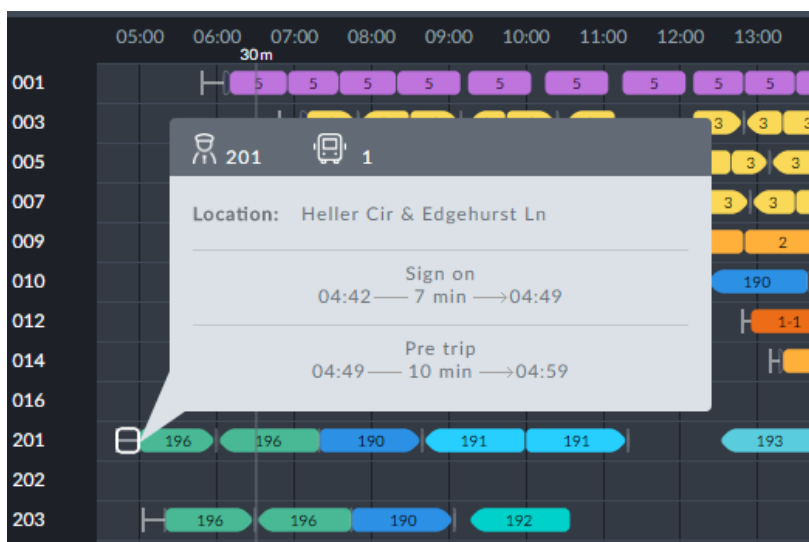 05:00 06:00 07:00 08:00 09:00 10:00 11:00 12:00 13:00
30m
001 5 5 5 5 5 5 5 5 5
003 3 3
005 3 3
007 3 3
009 2
010 190
012 1-1
014
016
201 1
Location: Heller Cir & Edgehurst Ln
Sign on
04:42 — 7 min → 04:49
Pre trip
04:49 — 10 min → 04:59
201 196 196 190 191 191 193
202
203 196 196 190 192